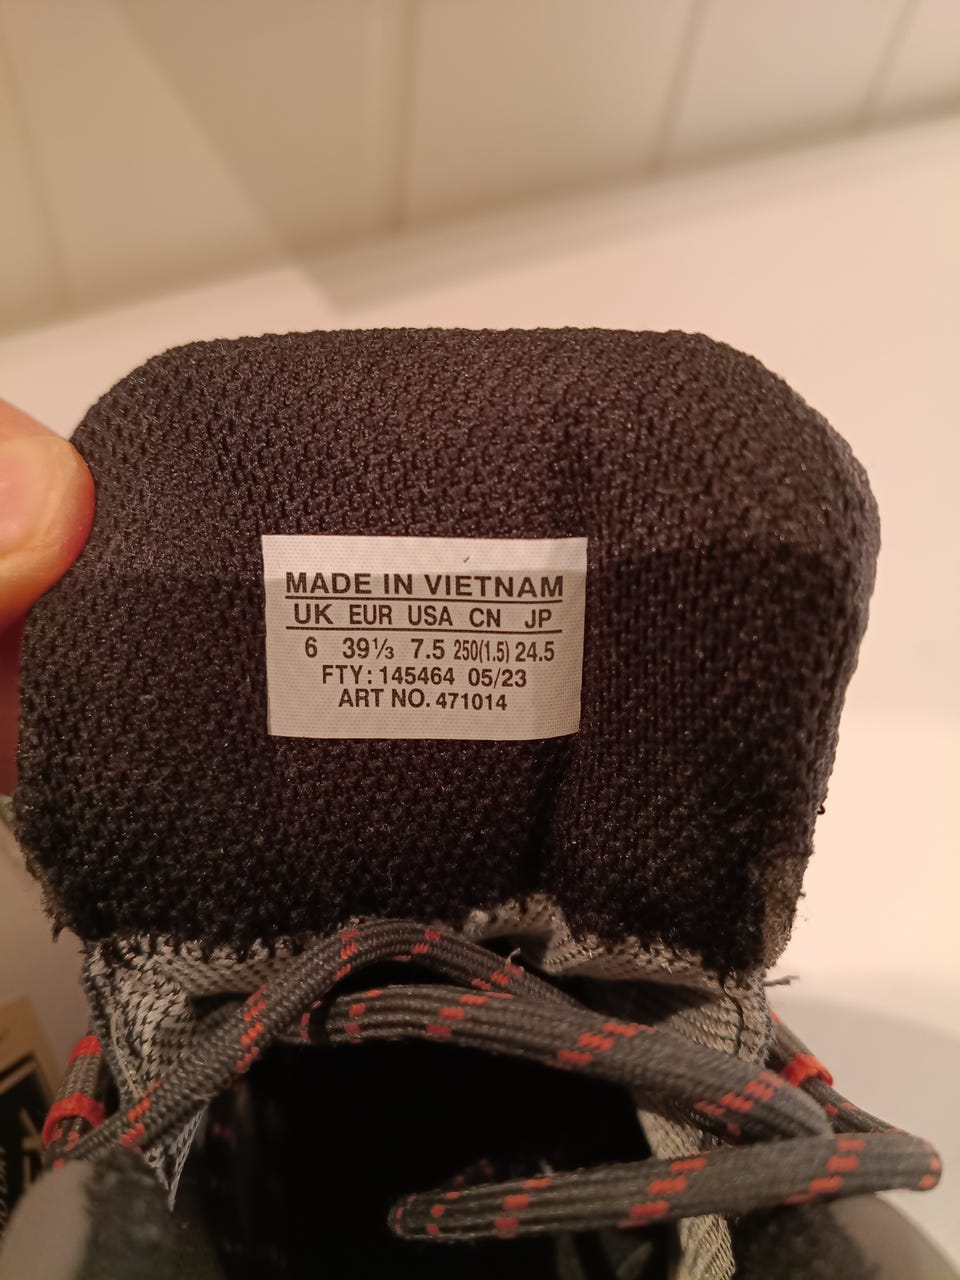 MADE IN VIETNAM
UK EUR USA CN JP
6 39⅓ 7.5 250(1.5) 24.5
FTY: 145464 05/23
ART NO. 471014